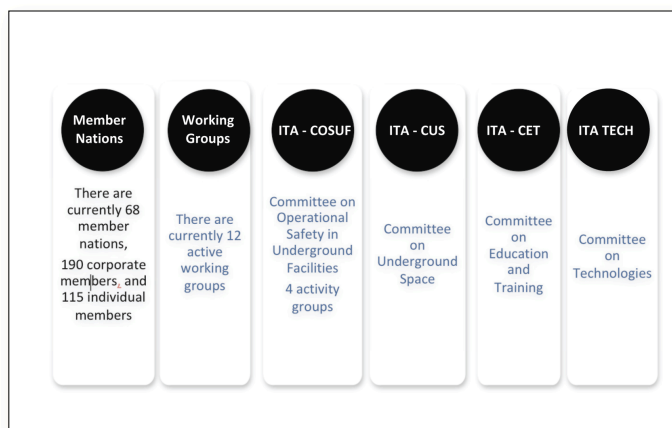 Member
Nations
There are
currently 68
member
nations,
190 corporate
members, and
115 individual
members
Working
Groups
There are
currently 12
active
working
groups
ITA - COSUF
Committee on
Operational
Safety in
Underground
Facilities
4 activity
groups
ITA - CUS
Committee
on
Underground
Space
ITA - CET
Committee
on
Education
and
Training
ITA TECH
Committee
on
Technologies